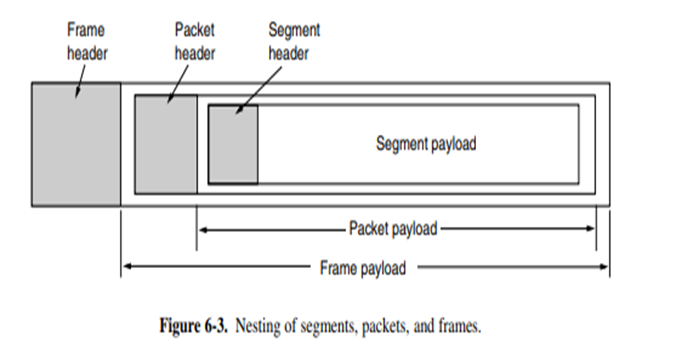 Frame
header
Packet
header
Segment
header
Segment payload
Packet payload
Frame payload
Figure 6-3. Nesting of segments, packets, and frames.